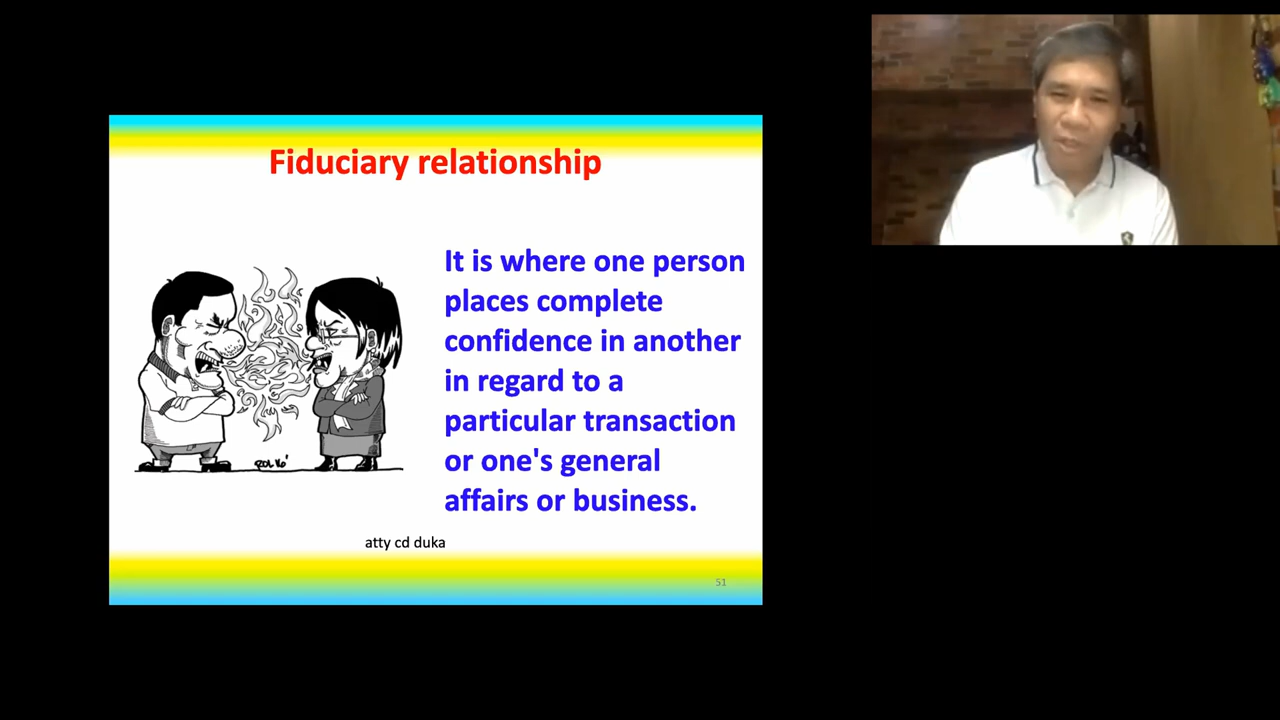 Fiduciary relationship
It is where one person
places complete
confidence in another
in regard to a
particular transaction
or one's general
affairs or business.
atty cd duka
51